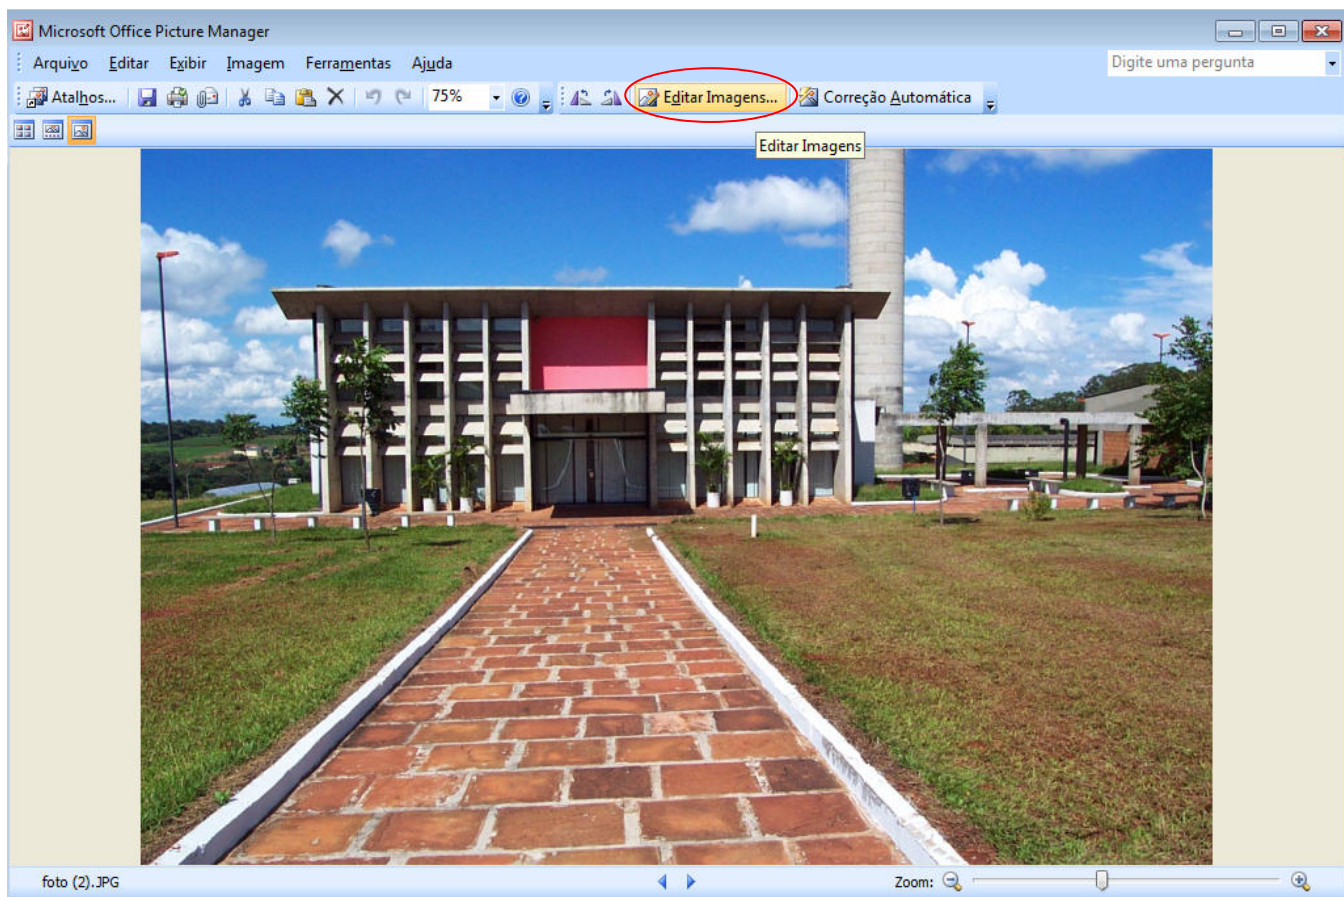 Microsoft Office Picture Manager
Arquivo Editar Exibir Imagem Ferramentas Ajuda Digite uma pergunta
Atalhos... 75% Editar Imagens... Correção Automática
Editar Imagens
foto (2).JPG Zoom: